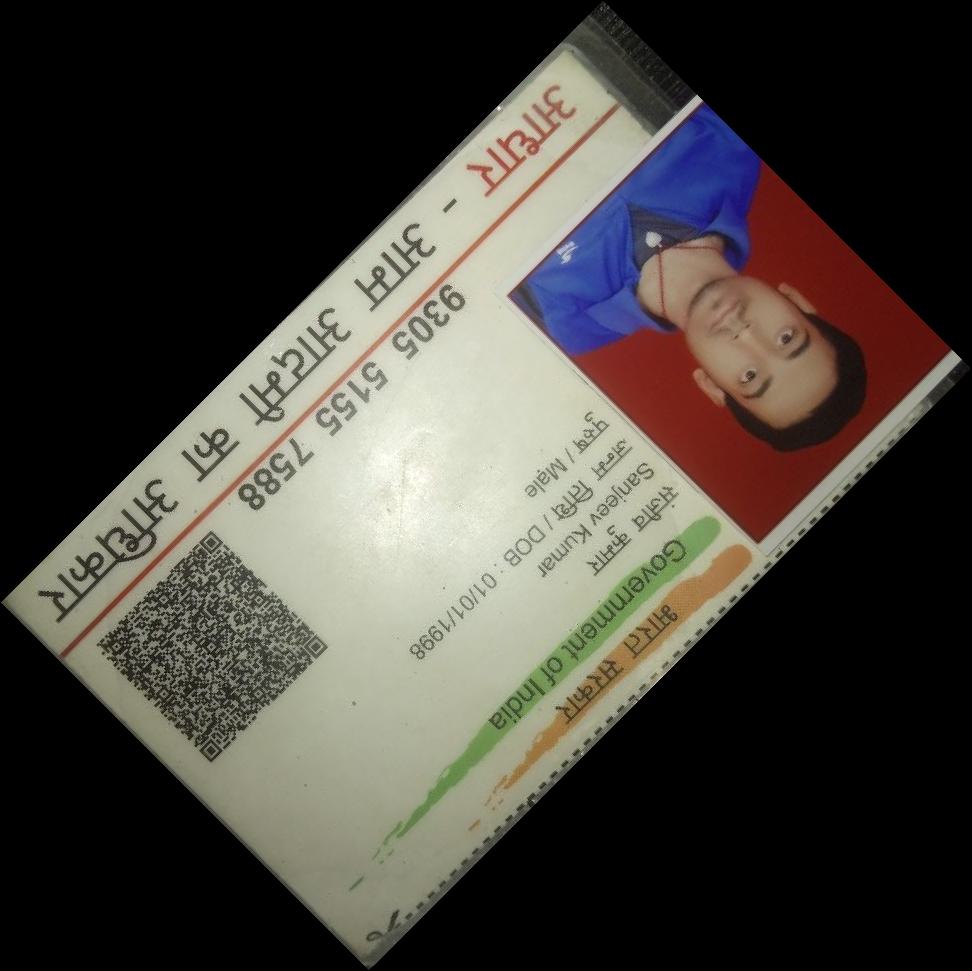 भारत सरकार
Government of India
संजीव कुमार
Sanjeev Kumar
जन्म तिथि / DOB : 01/01/1998
पुरुष / Male
9305 5155 7588
आधार - आम आदमी का अधिकार